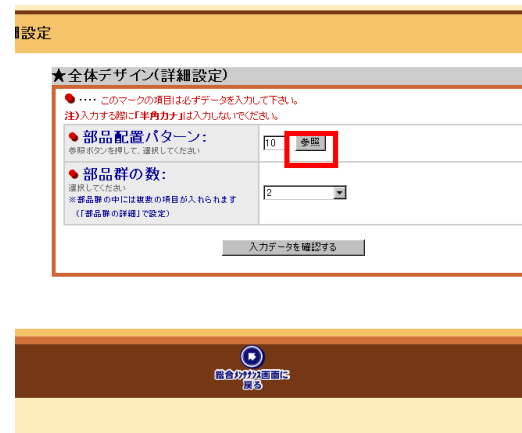 細設定
★全体デザイン(詳細設定)
・・・・ このマークの項目は必ずデータを入力して下さい。
注)入力する際に「半角カナ」は入力しないでください。
部品配置パターン:
参照ボタンを押して、選択してください
10 参照
部品群の数:
選択してください
※部品群の中には複数の項目が入れられます
(「部品群の詳細」で設定)
2
入力データを確認する
総合メンテナンス画面に
戻る